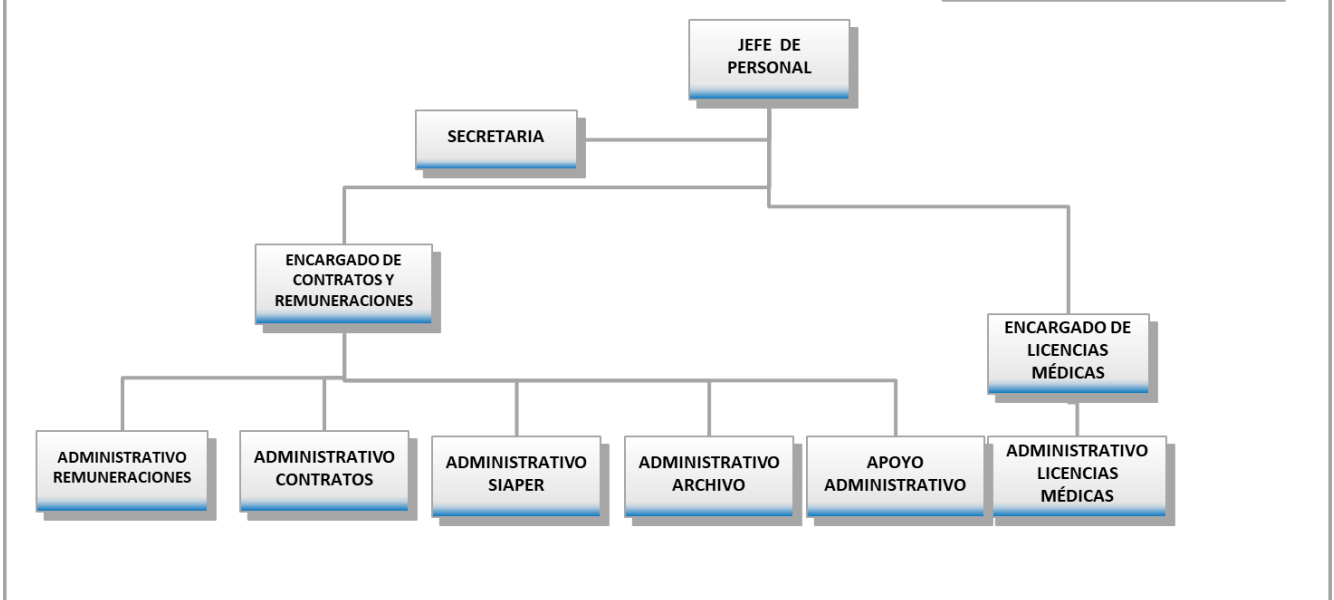 JEFE DE
PERSONAL
SECRETARIA
ENCARGADO DE
CONTRATOS Y
REMUNERACIONES
ENCARGADO DE
LICENCIAS
MÉDICAS
ADMINISTRATIVO
REMUNERACIONES
ADMINISTRATIVO
CONTRATOS
ADMINISTRATIVO
SIAPER
ADMINISTRATIVO
ARCHIVO
APOYO
ADMINISTRATIVO
ADMINISTRATIVO
LICENCIAS
MÉDICAS